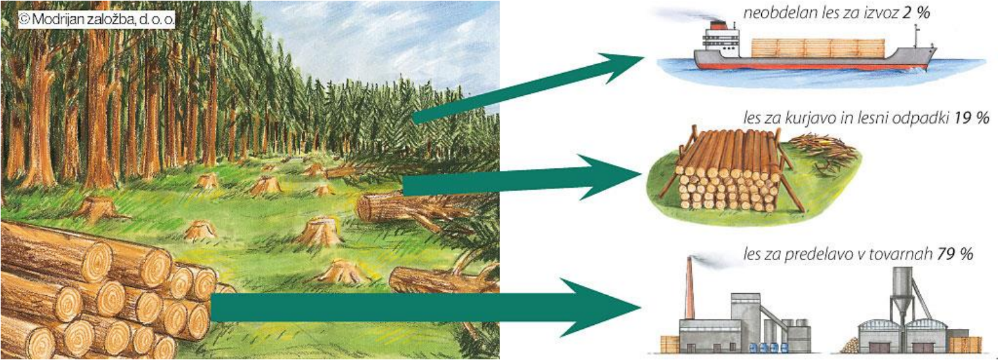 © Modrijan založba, d. o. o.
neobdelan les za izvoz 2 %
les za kurjavo in lesni odpadki 19 %
les za predelavo v tovarnah 79 %